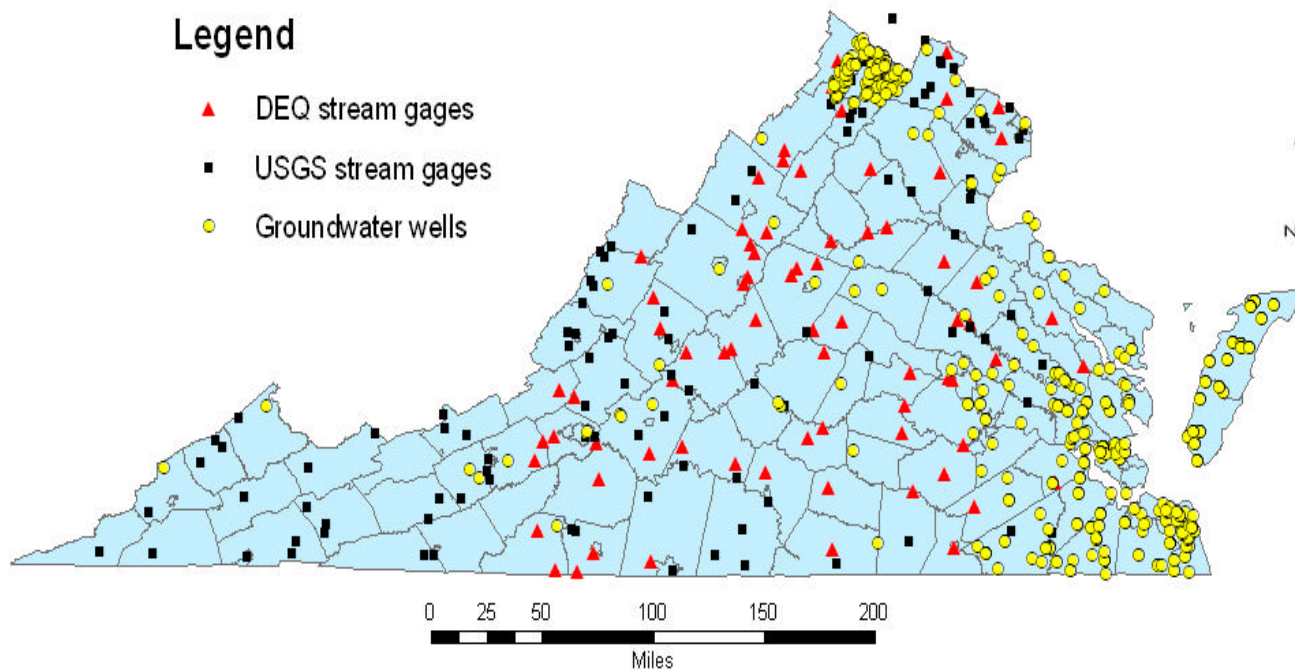 Legend
DEQ stream gages
USGS stream gages
Groundwater wells
N
0 25 50 100 150 200
Miles